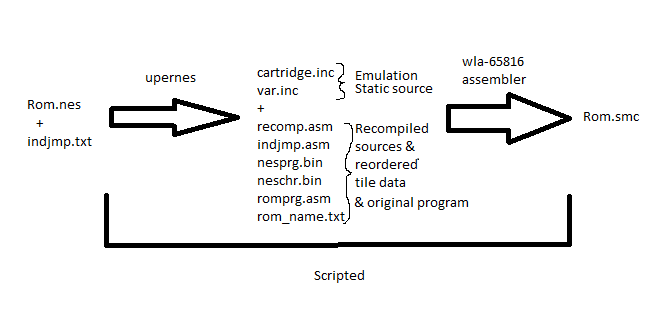 Rom.nes
+
indjmp.txt
upernes
cartridge.inc
var.inc
+
recomp.asm
indjmp.asm
nesprg.bin
neschr.bin
romprg.asm
rom_name.txt
Emulation
Static source
Recompiled
sources &
reordered
tile data
& original program
wla-65816
assembler
Rom.smc
Scripted